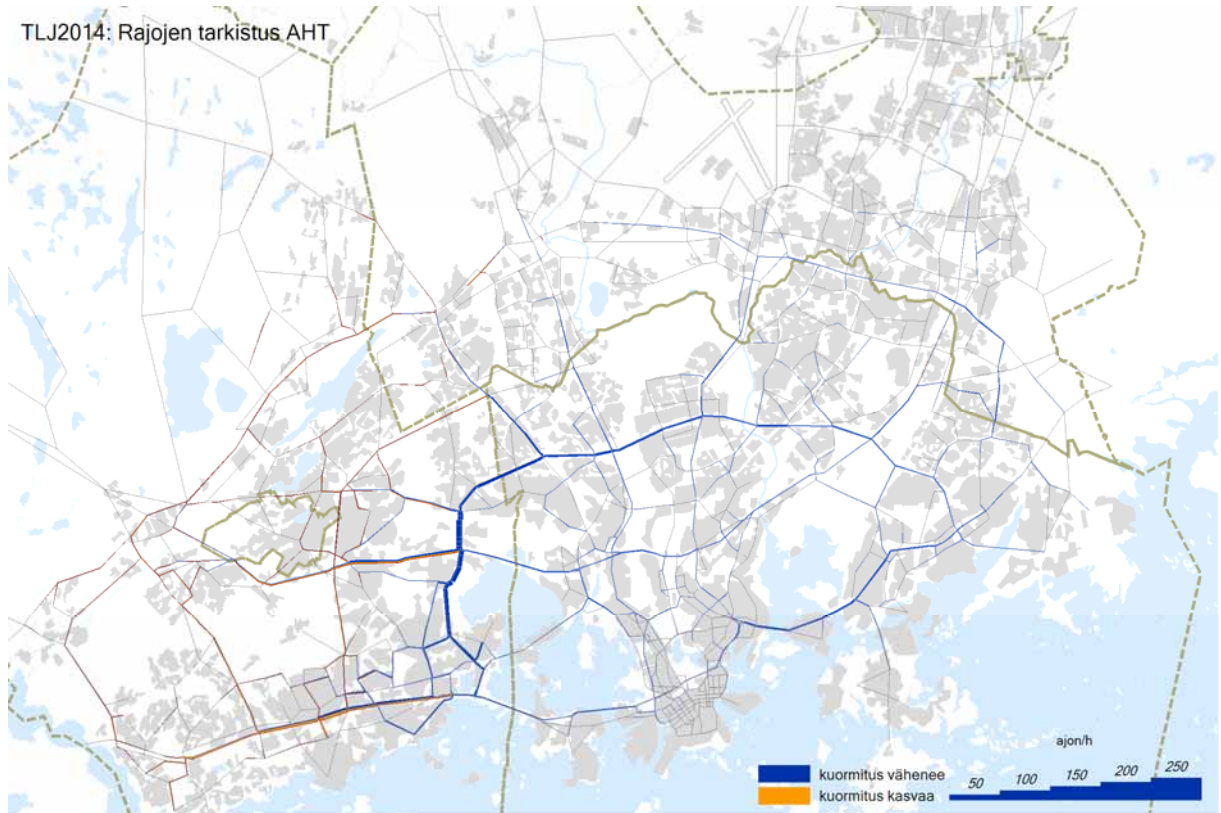 TLJ2014: Rajojen tarkistus AHT
ajon/h
kuormitus vähenee
kuormitus kasvaa
50 100 150 200 250